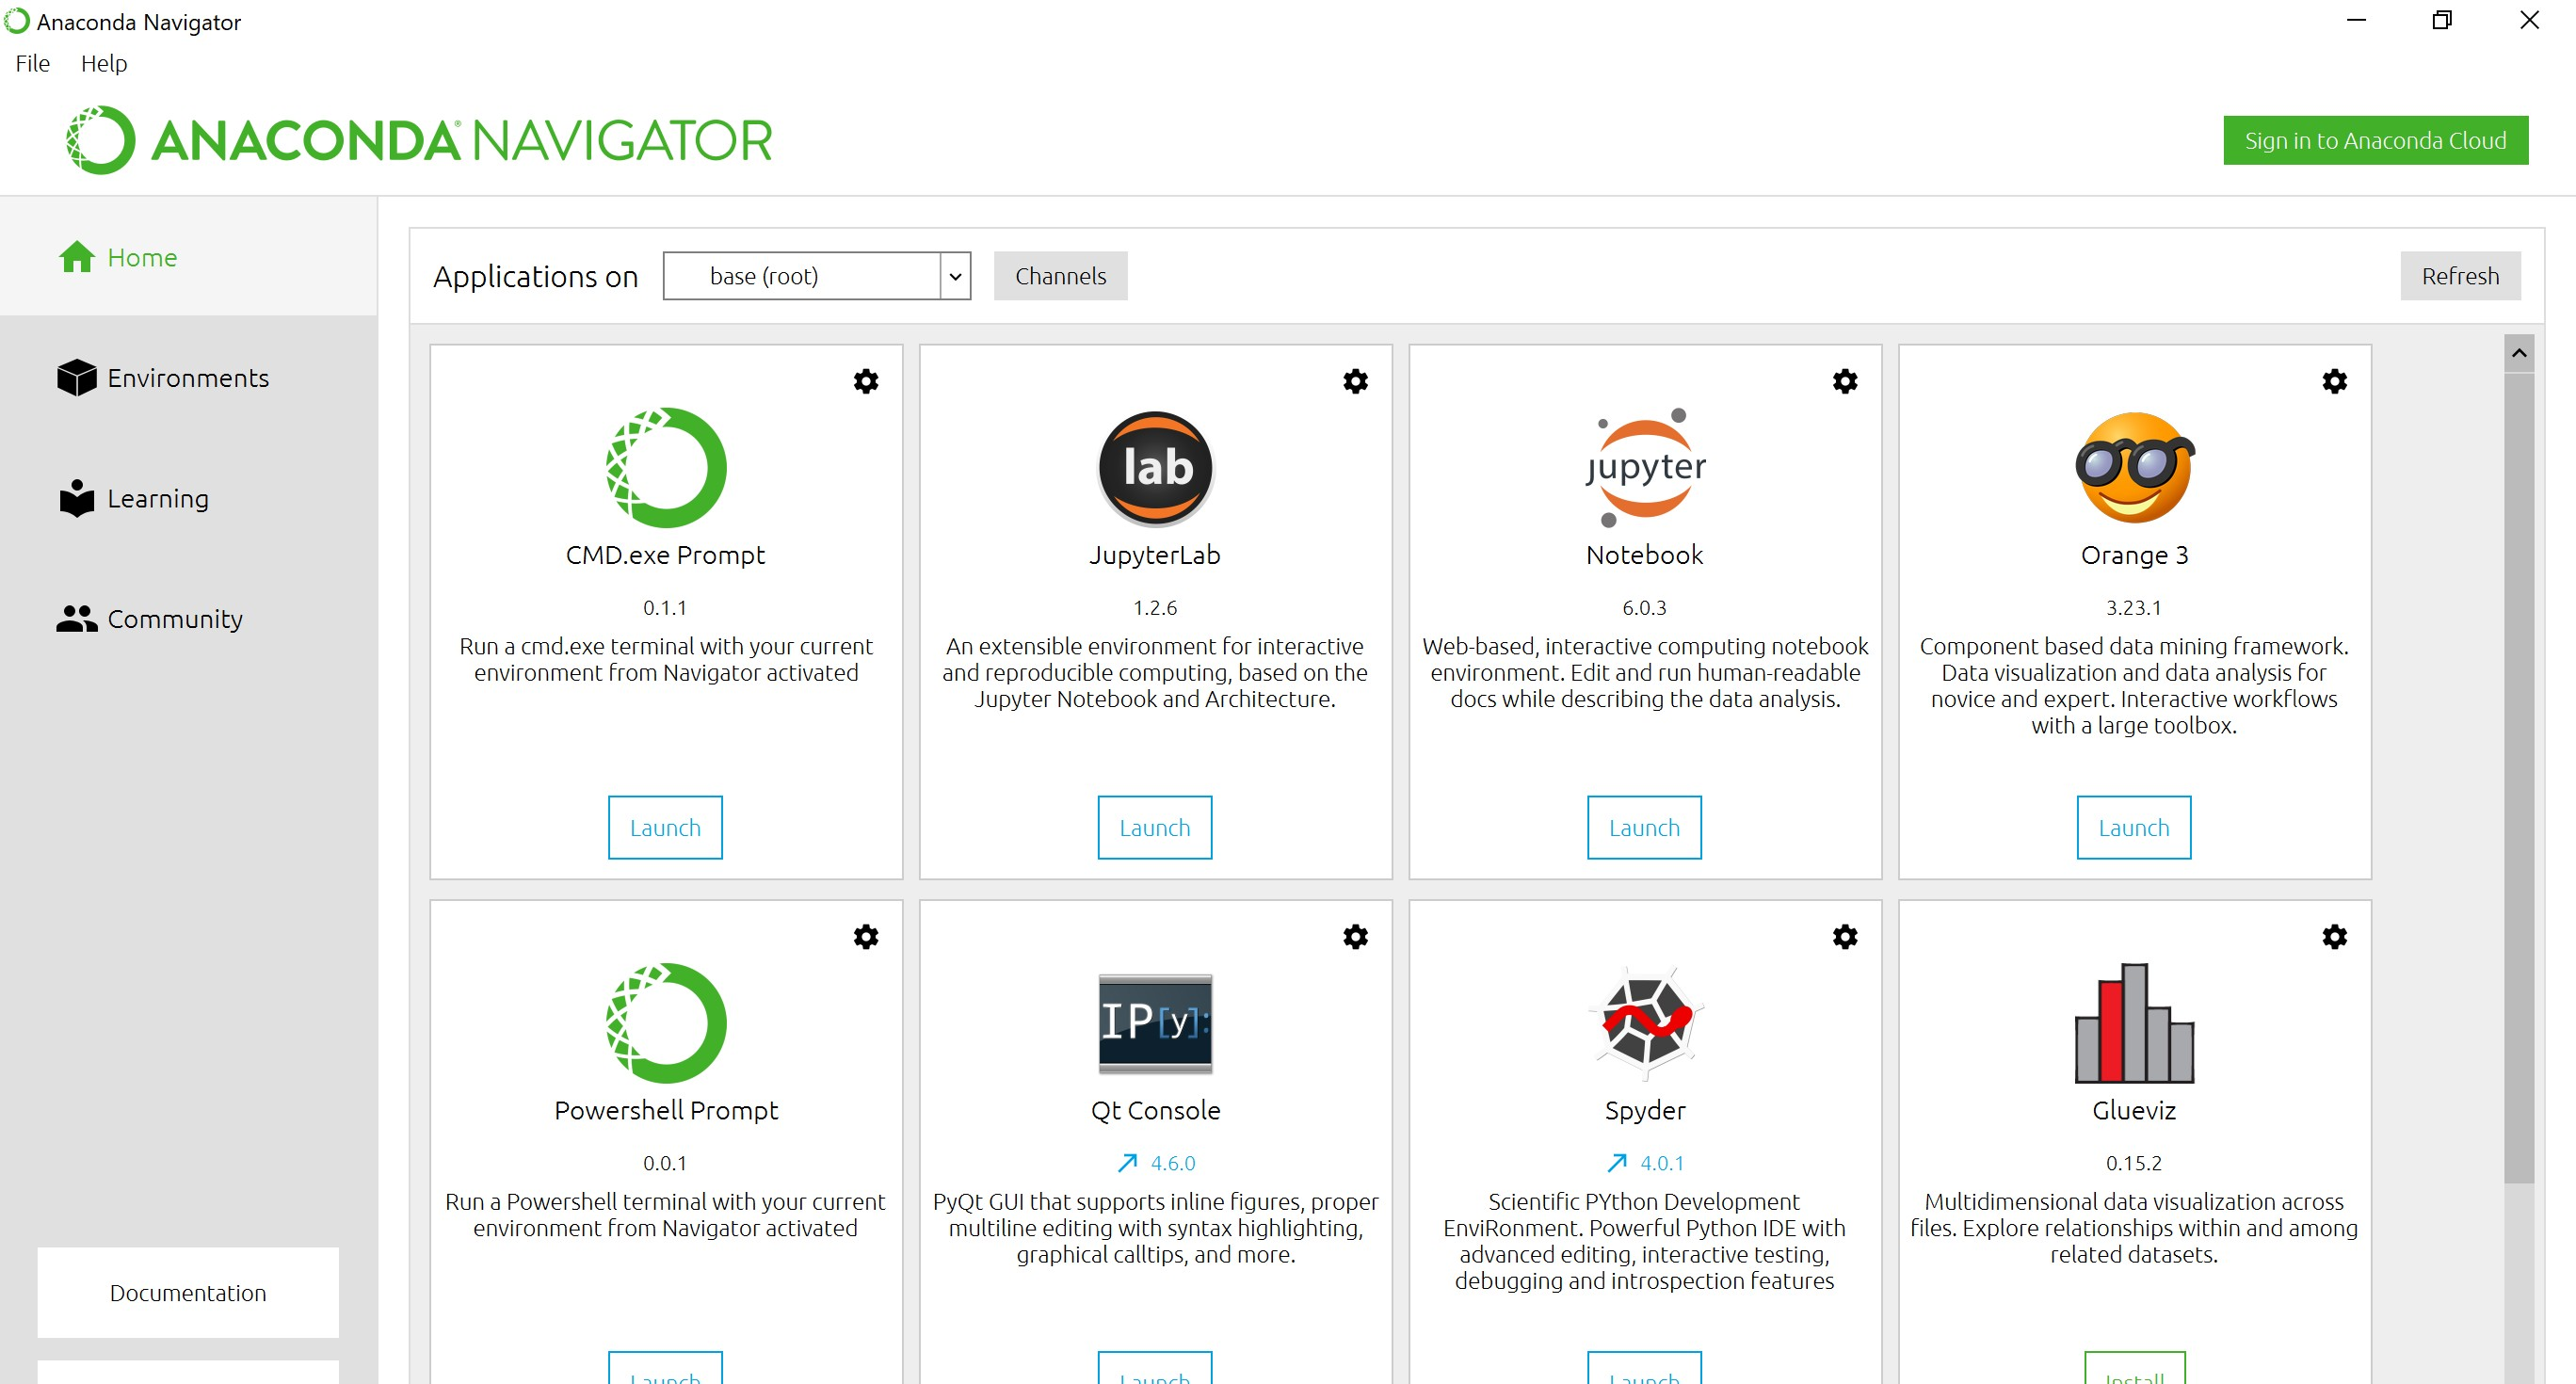 Anaconda Navigator
File Help
ANACONDA® NAVIGATOR
Sign in to Anaconda Cloud
Home
Environments
Learning
Community
Documentation
Applications on base (root) Channels Refresh
CMD.exe Prompt
0.1.1
Run a cmd.exe terminal with your current
environment from Navigator activated
Launch
lab
JupyterLab
1.2.6
An extensible environment for interactive
and reproducible computing, based on the
Jupyter Notebook and Architecture.
Launch
jupyter
Notebook
6.0.3
Web-based, interactive computing notebook
environment. Edit and run human-readable
docs while describing the data analysis.
Launch
Orange 3
3.23.1
Component based data mining framework.
Data visualization and data analysis for
novice and expert. Interactive workflows
with a large toolbox.
Launch
Powershell Prompt
0.0.1
Run a Powershell terminal with your current
environment from Navigator activated
Launch
IP[y]:
Qt Console
4.6.0
PyQt GUI that supports inline figures, proper
multiline editing with syntax highlighting,
graphical calltips, and more.
Launch
Spyder
4.0.1
Scientific PYthon Development
EnviRonment. Powerful Python IDE with
advanced editing, interactive testing,
debugging and introspection features
Launch
Glueviz
0.15.2
Multidimensional data visualization across
files. Explore relationships within and among
related datasets.
Install